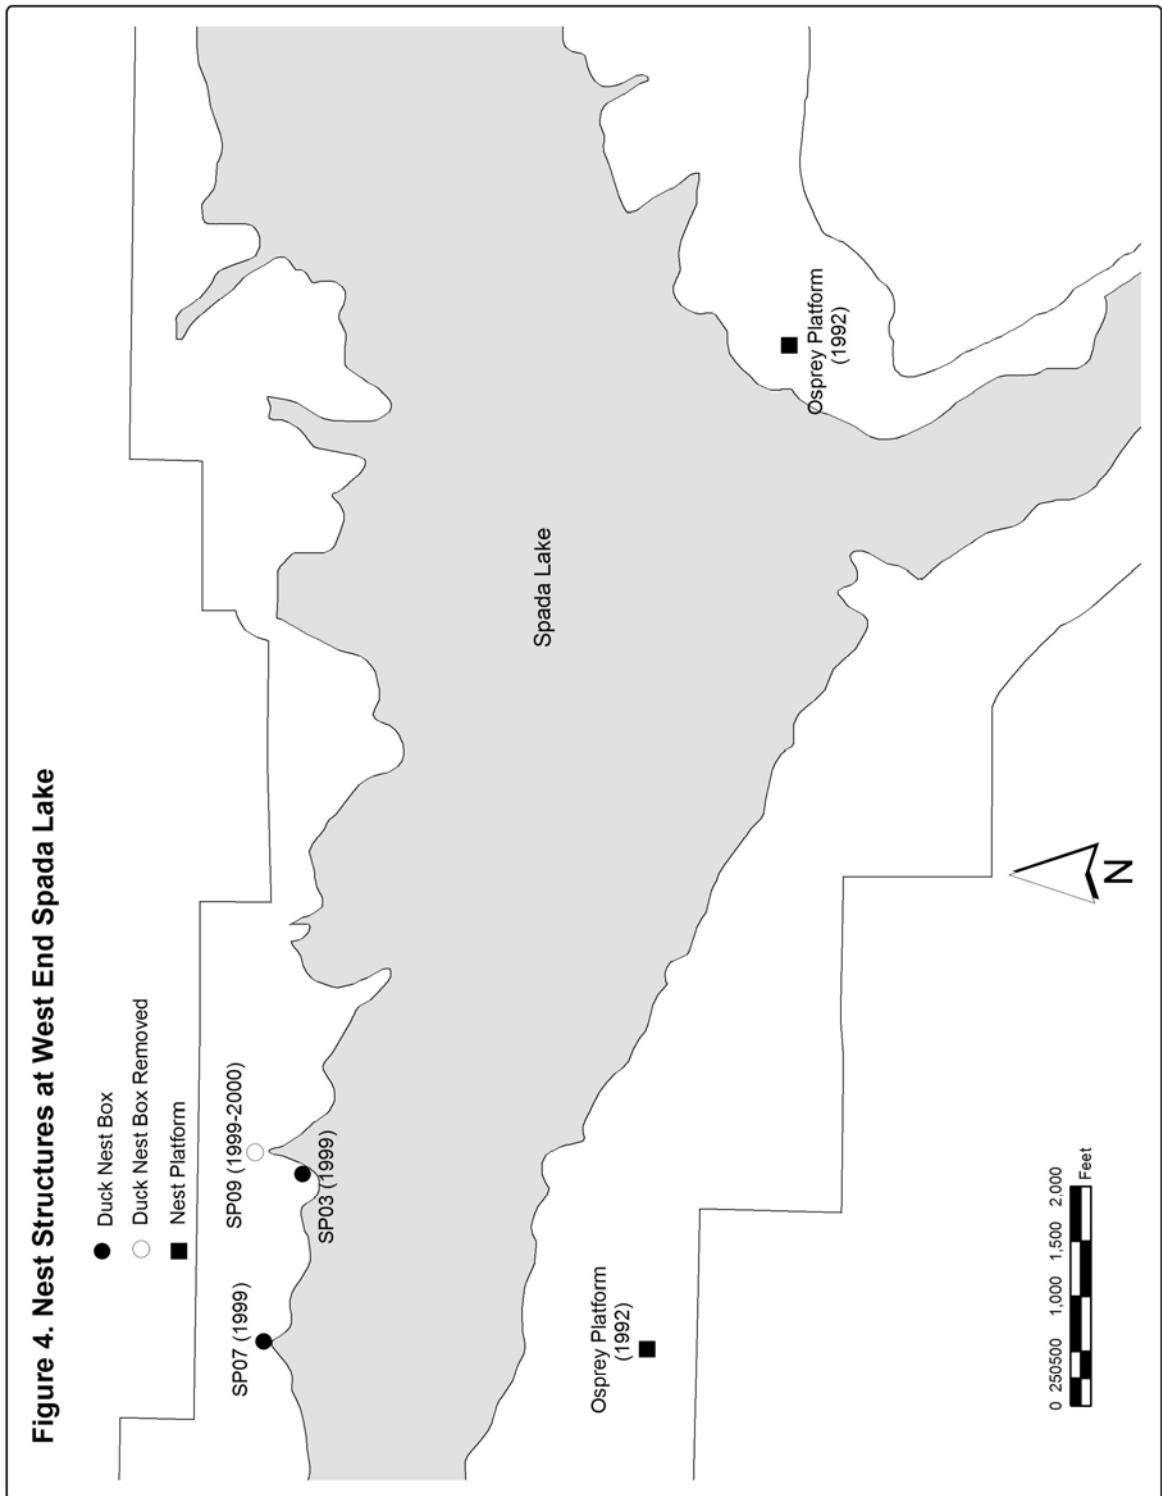 Figure 4. Nest Structures at West End Spada Lake
Duck Nest Box
Duck Nest Box Removed
Nest Platform
SP07 (1999)
SP09 (1999-2000)
SP03 (1999)
Spada Lake
Osprey Platform
(1992)
Osprey Platform
(1992)
0 250500 1,000 1,500 2,000
Feet
N